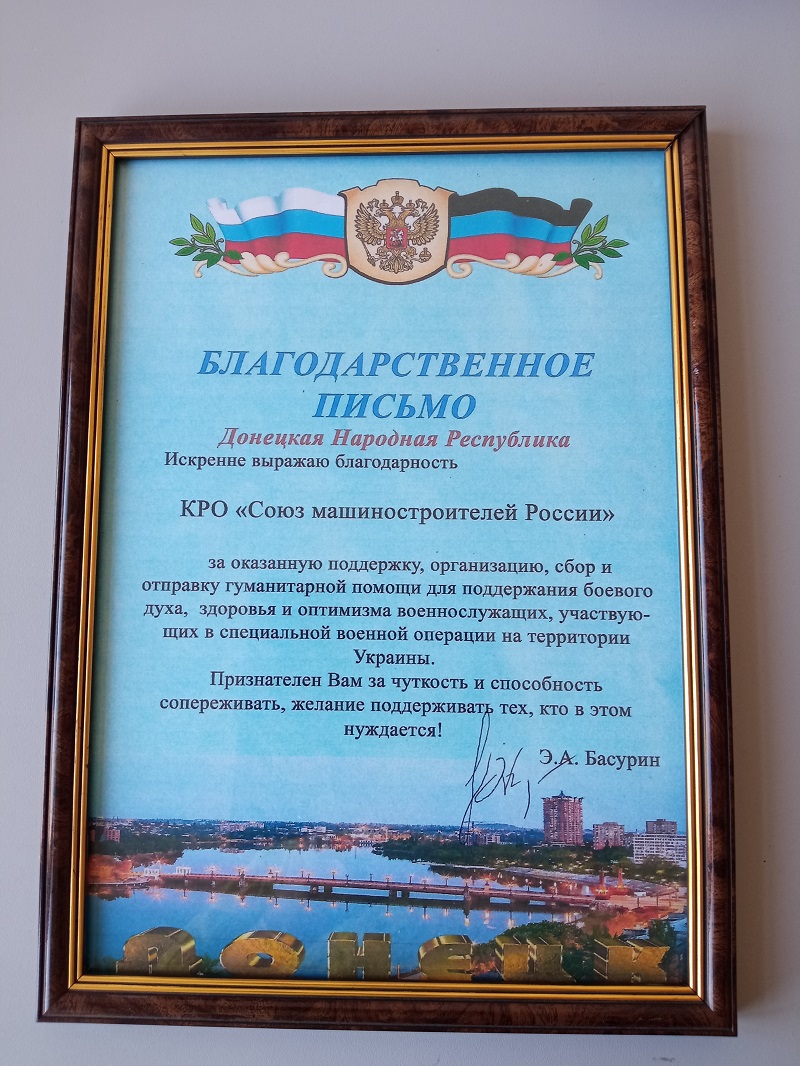 БЛАГОДАРСТВЕННОЕ
ПИСЬМО
Донецкая Народная Республика
Искренне выражаю благодарность
КРО «Союз машиностроителей России»
за оказанную поддержку, организацию, сбор и
отправку гуманитарной помощи для поддержания боевого
духа, здоровья и оптимизма военнослужащих, участвую-
щих в специальной военной операции на территории
Украины.
Признателен Вам за чуткость и способность
сопереживать, желание поддерживать тех, кто в этом
нуждается!
Э.А. Басурин
ДОНЕЦК